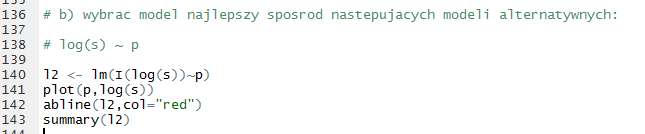 135
136 # b) wybrac model najlepszy sposrod nastepujacych modeli alternatywnych:
137
138 # log(s) ~ p
139
140 l2 <- lm(I(log(s))~p)
141 plot(p,log(s))
142 abline(l2,col="red")
143 summary(l2)
144